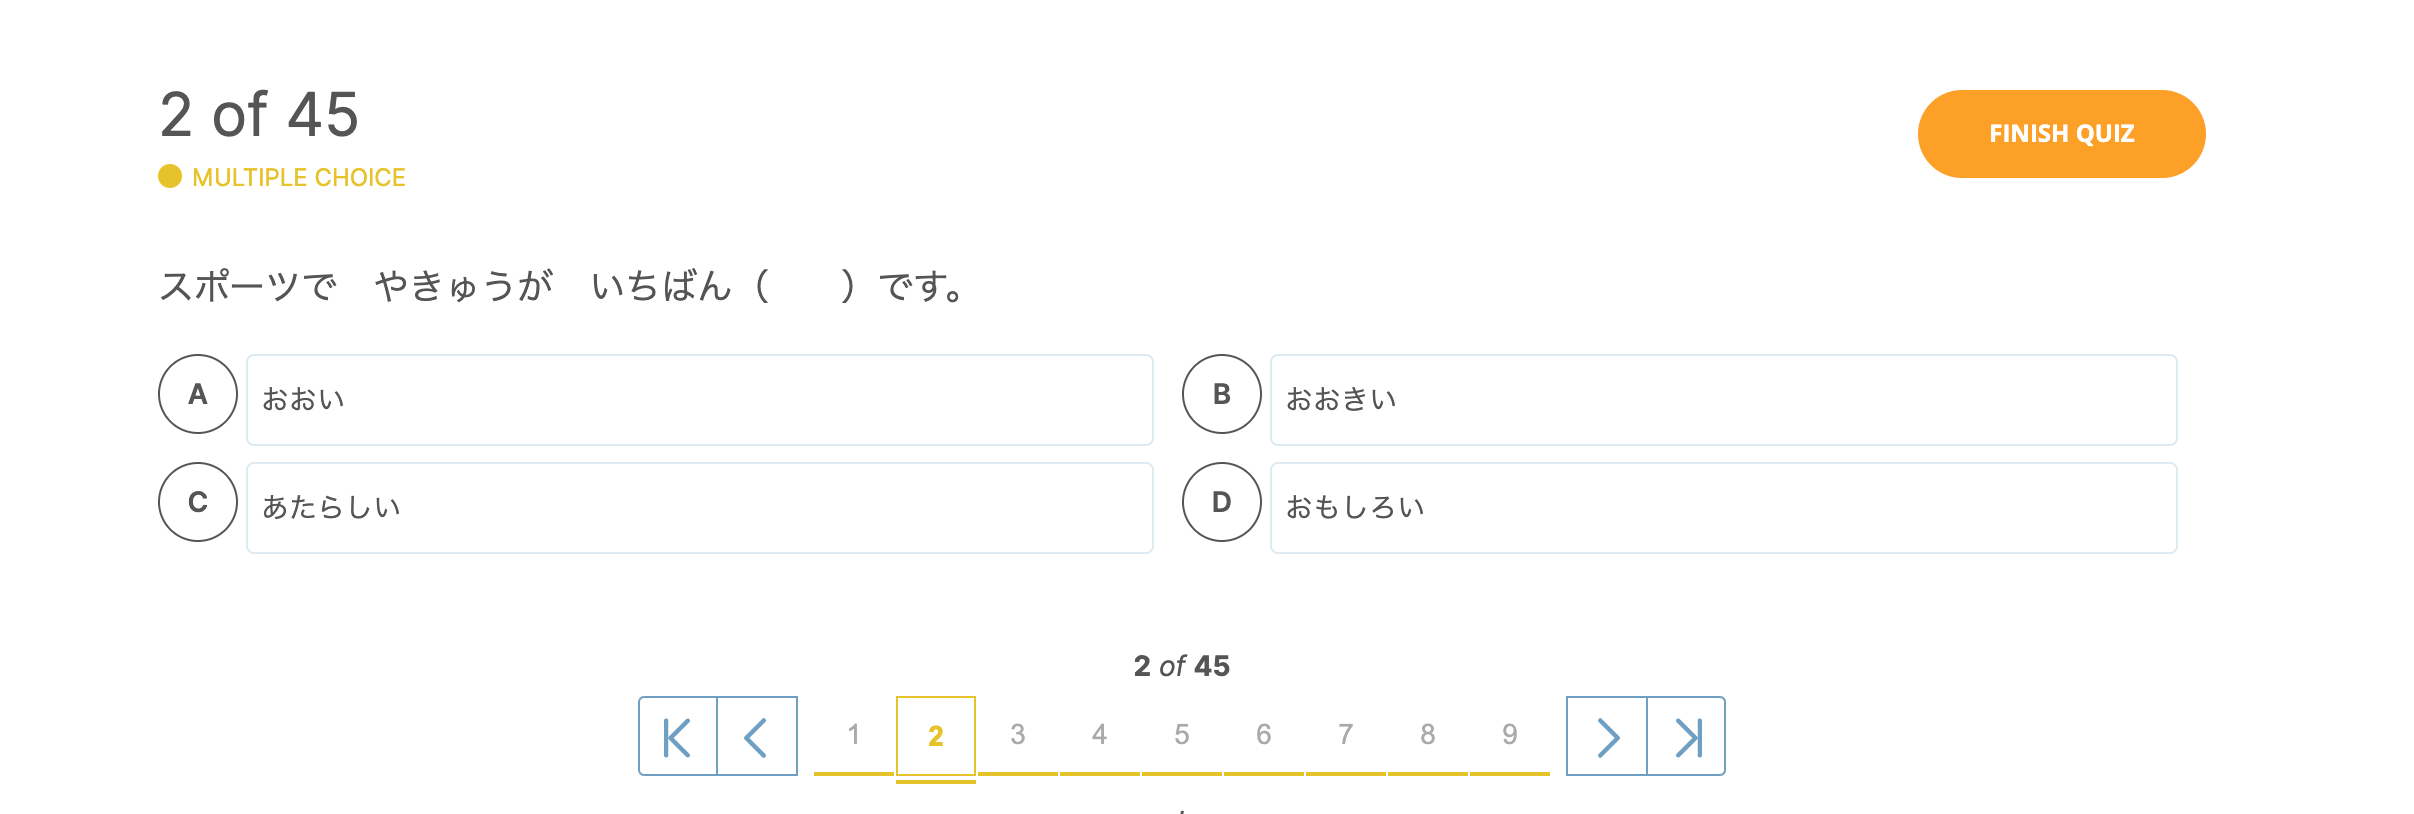 2 of 45
FINISH QUIZ
MULTIPLE CHOICE
スポーツで　やきゅうが　いちばん（　　）です。
A おおい
B おおきい
C あたらしい
D おもしろい
2 of 45
1 2 3 4 5 6 7 8 9